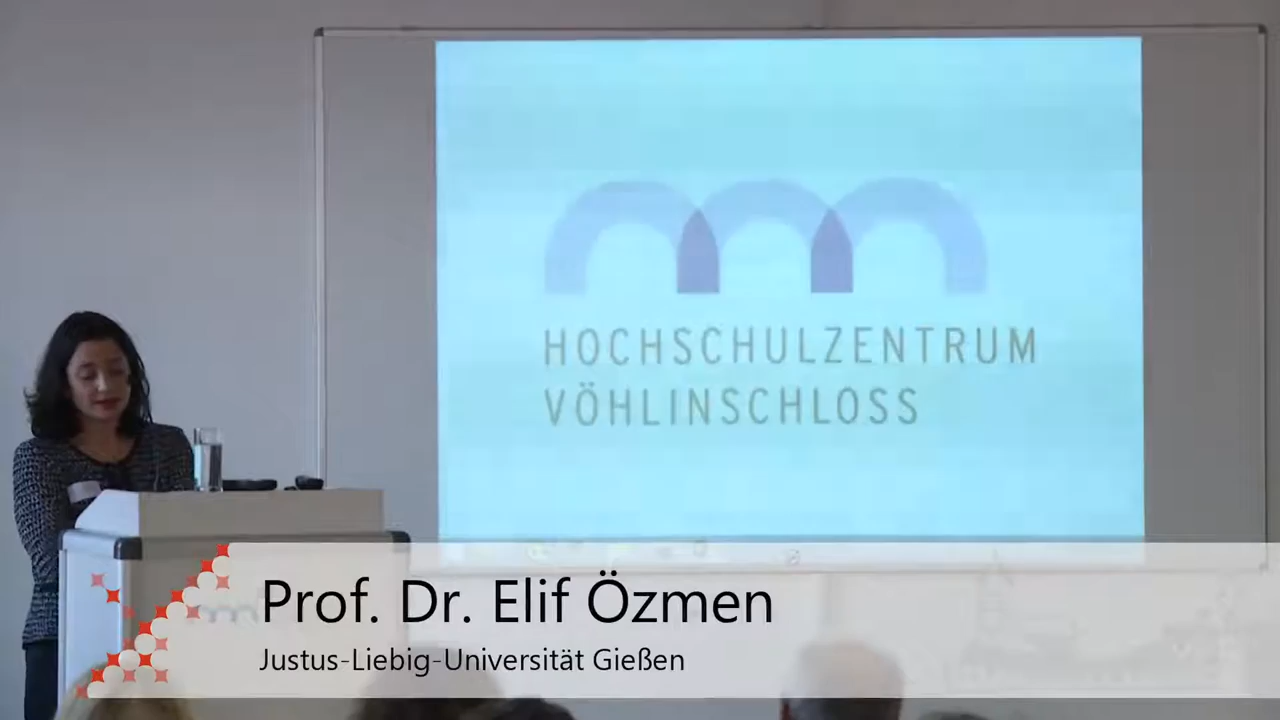 HOCHSCHULZENTRUM
VÖHLINSCHLOSS
Prof. Dr. Elif Özmen
Justus-Liebig-Universität Gießen